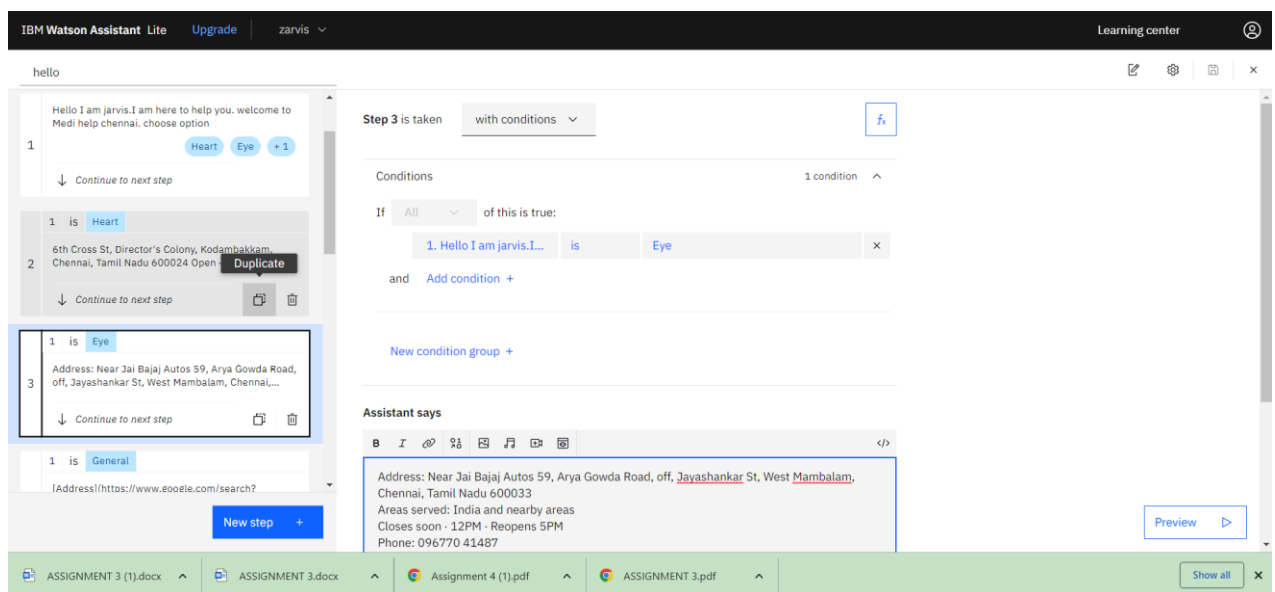 IBM Watson Assistant Lite Upgrade zarvis Learning center
hello
Hello I am jarvis.I am here to help you. welcome to
Medi help chennai. choose option
1
Heart Eye + 1
Continue to next step
1 is Heart
6th Cross St, Director's Colony, Kodambakkam,
2 Chennai, Tamil Nadu 600024 Open
Duplicate
Continue to next step
1 is Eye
Address: Near Jai Bajaj Autos 59, Arya Gowda Road,
3 off, Jayashankar St, West Mambalam, Chennai,...
Continue to next step
1 is General
[Address](https://www.google.com/search?
New step +
Step 3 is taken with conditions fx
Conditions 1 condition
If All of this is true:
1. Hello I am jarvis.I... is Eye ×
and Add condition +
New condition group +
Assistant says
B I </>
Address: Near Jai Bajaj Autos 59, Arya Gowda Road, off, Jayashankar St, West Mambalam,
Chennai, Tamil Nadu 600033
Areas served: India and nearby areas
Closes soon · 12PM · Reopens 5PM
Phone: 096770 41487
Preview
ASSIGNMENT 3 (1).docx ASSIGNMENT 3.docx Assignment 4 (1).pdf ASSIGNMENT 3.pdf Show all